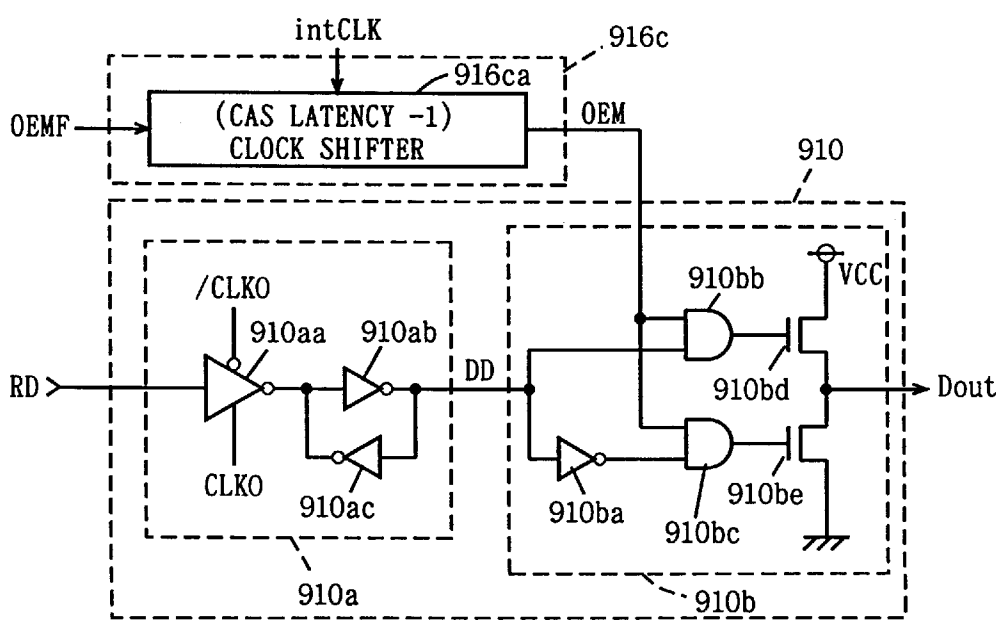 intCLK
916c
916ca
OEMF
(CAS LATENCY -1)
CLOCK SHIFTER
OEM
910
/CLKO
910aa
910ab
910bb
VCC
RD
DD
910bd
Dout
CLKO
910ac
910ba
910bc
910be
910a
910b